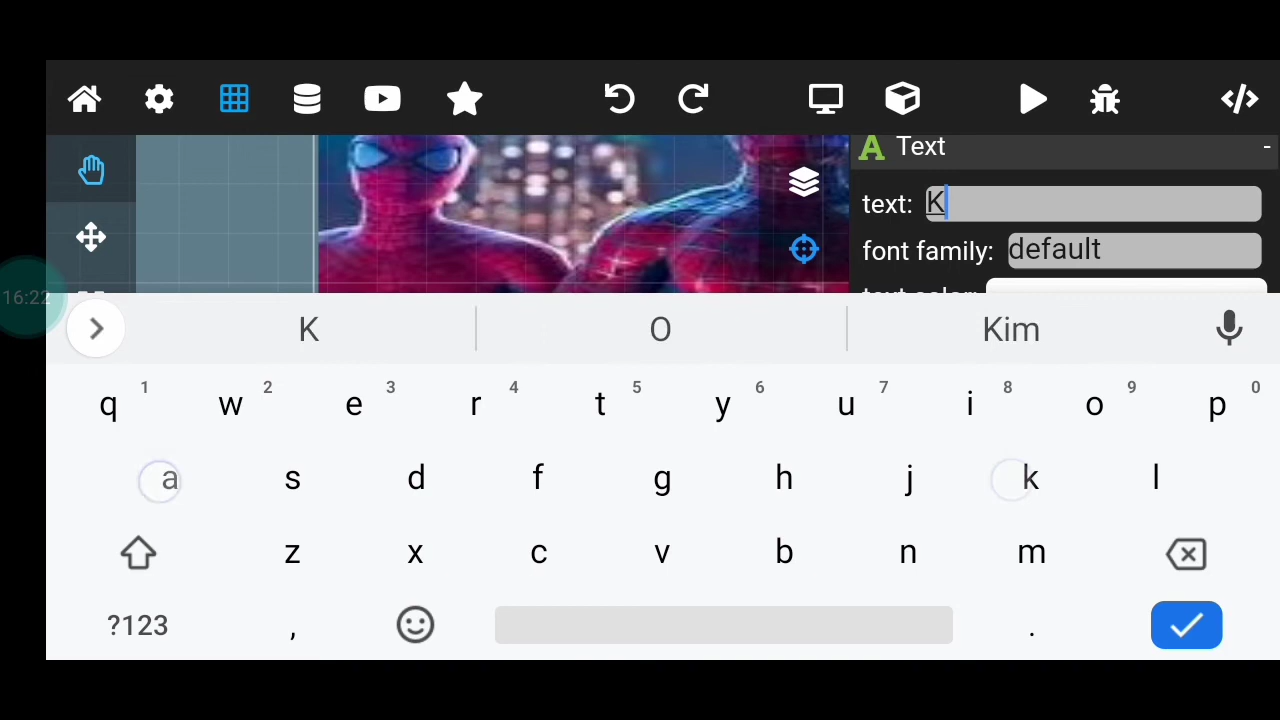 A Text -
text: K
font family: default
16:22
K O Kim
q 1 w 2 e 3 r 4 t 5 y 6 u 7 i 8 o 9 p 0
a s d f g h j k l
z x c v b n m
?123 , .